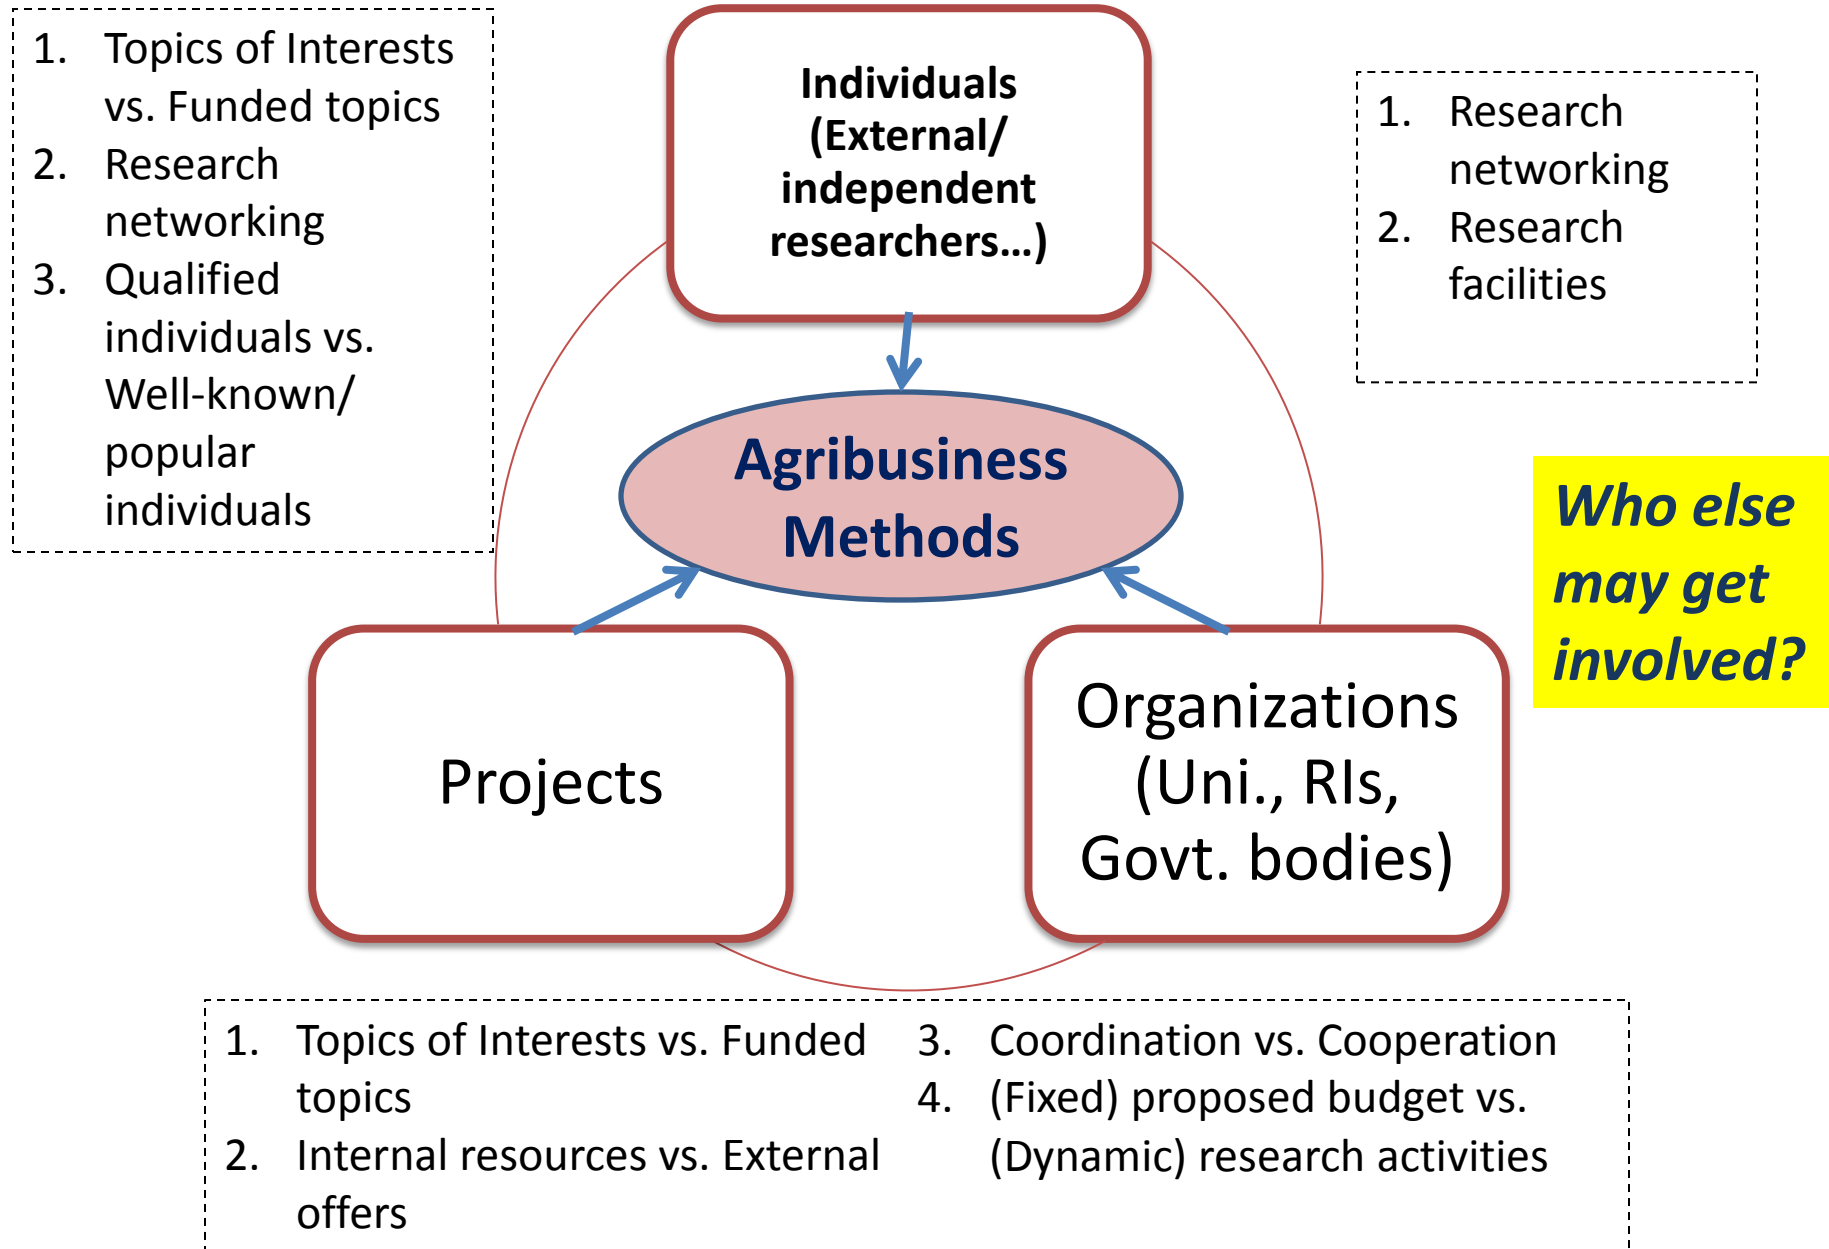 1. Topics of Interests
vs. Funded topics
2. Research
networking
3. Qualified
individuals vs.
Well-known/
popular
individuals
Individuals
(External/
independent
researchers...)
1. Research
networking
2. Research
facilities
Agribusiness
Methods
Who else
may get
involved?
Projects
Organizations
(Uni., RIs,
Govt. bodies)
1. Topics of Interests vs. Funded
topics
2. Internal resources vs. External
offers
3. Coordination vs. Cooperation
4. (Fixed) proposed budget vs.
(Dynamic) research activities